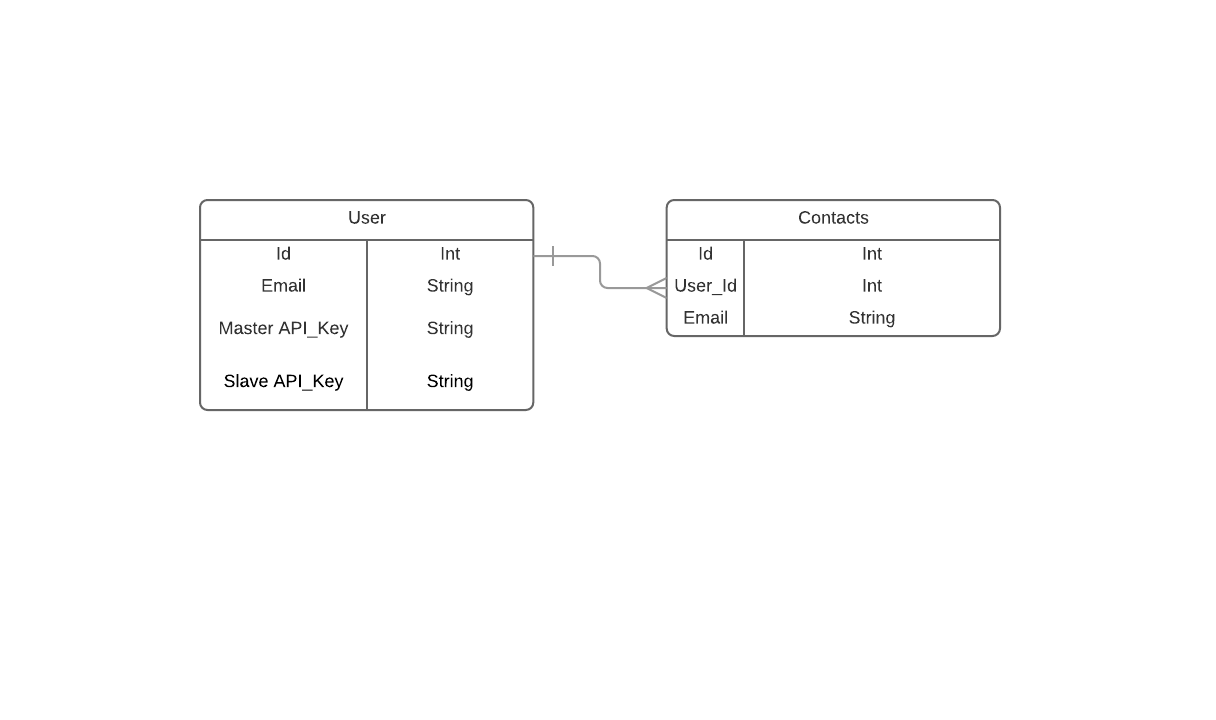 User
Id Int
Email String
Master API_Key String
Slave API_Key String
Contacts
Id Int
User_Id Int
Email String